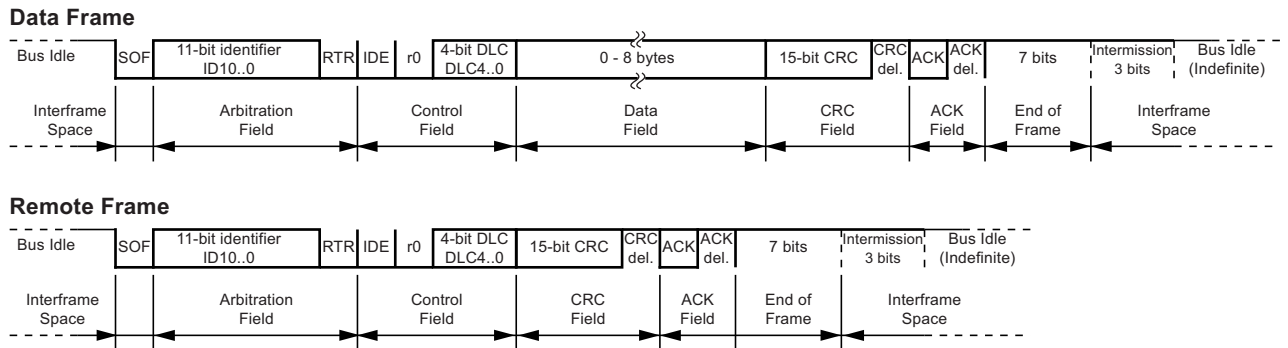 Data Frame
Bus Idle SOF 11-bit identifier ID10..0 RTR IDE r0 4-bit DLC DLC4..0 0 - 8 bytes 15-bit CRC CRC del. ACK ACK del. 7 bits Intermission 3 bits Bus Idle (Indefinite)
Interframe Space Arbitration Field Control Field Data Field CRC Field ACK Field End of Frame Interframe Space
Remote Frame
Bus Idle SOF 11-bit identifier ID10..0 RTR IDE r0 4-bit DLC DLC4..0 15-bit CRC CRC del. ACK ACK del. 7 bits Intermission 3 bits Bus Idle (Indefinite)
Interframe Space Arbitration Field Control Field CRC Field ACK Field End of Frame Interframe Space